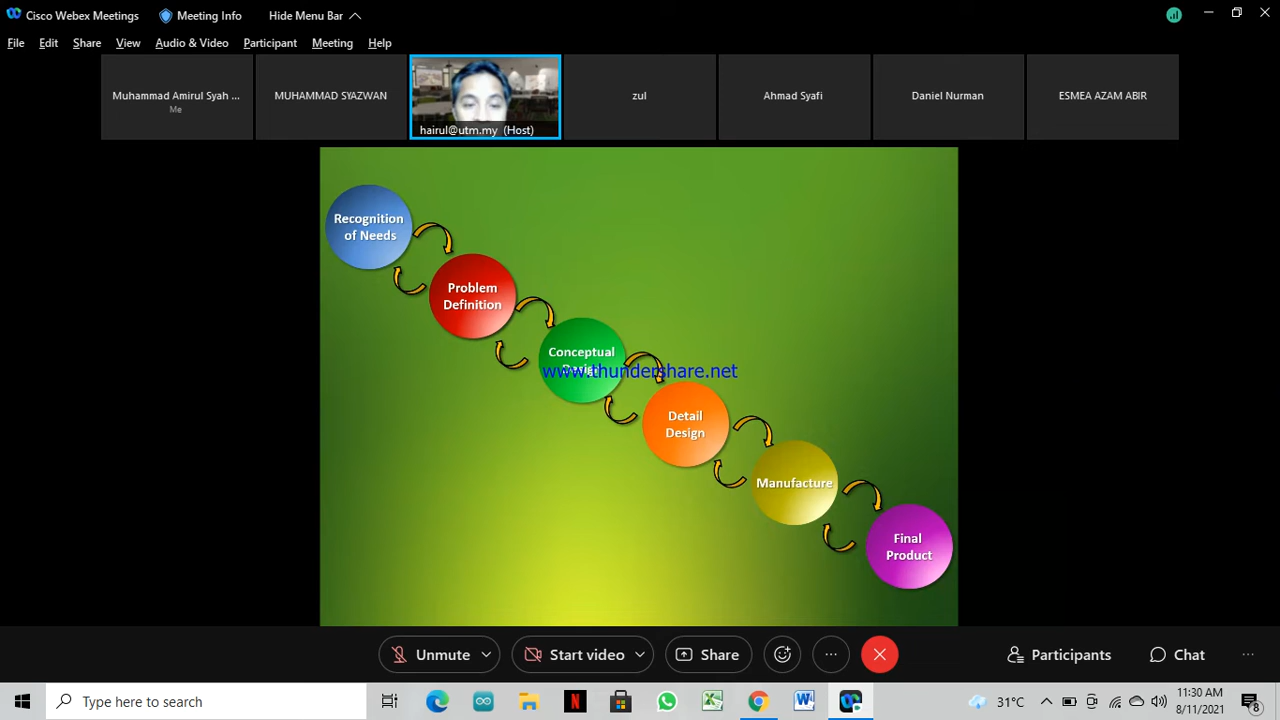 Cisco Webex Meetings
Meeting Info
Hide Menu Bar
File Edit Share View Audio & Video Participant Meeting Help
Muhammad Amirul Syah ...
Me
MUHAMMAD SYAZWAN
hairul@utm.my (Host)
zul
Ahmad Syafi
Daniel Nurman
ESMEA AZAM ABIR
Recognition
of Needs
Problem
Definition
Conceptual
Design
www.thundershare.net
Detail
Design
Manufacture
Final
Product
Unmute
Start video
Share
Participants
Chat
Type here to search
31°C
11:30 AM
8/11/2021
8